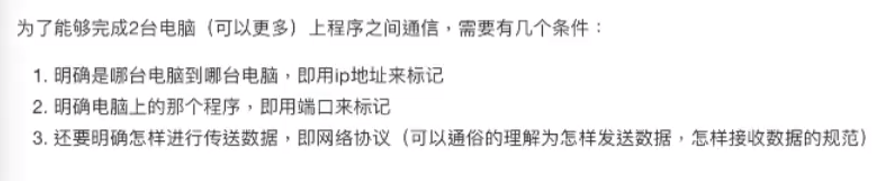 为了能够完成2台电脑（可以更多）上程序之间通信，需要有几个条件：
1. 明确是哪台电脑到哪台电脑，即用ip地址来标记
2. 明确电脑上的那个程序，即用端口来标记
3. 还要明确怎样进行传送数据，即网络协议（可以通俗的理解为怎样发送数据，怎样接收数据的规范）